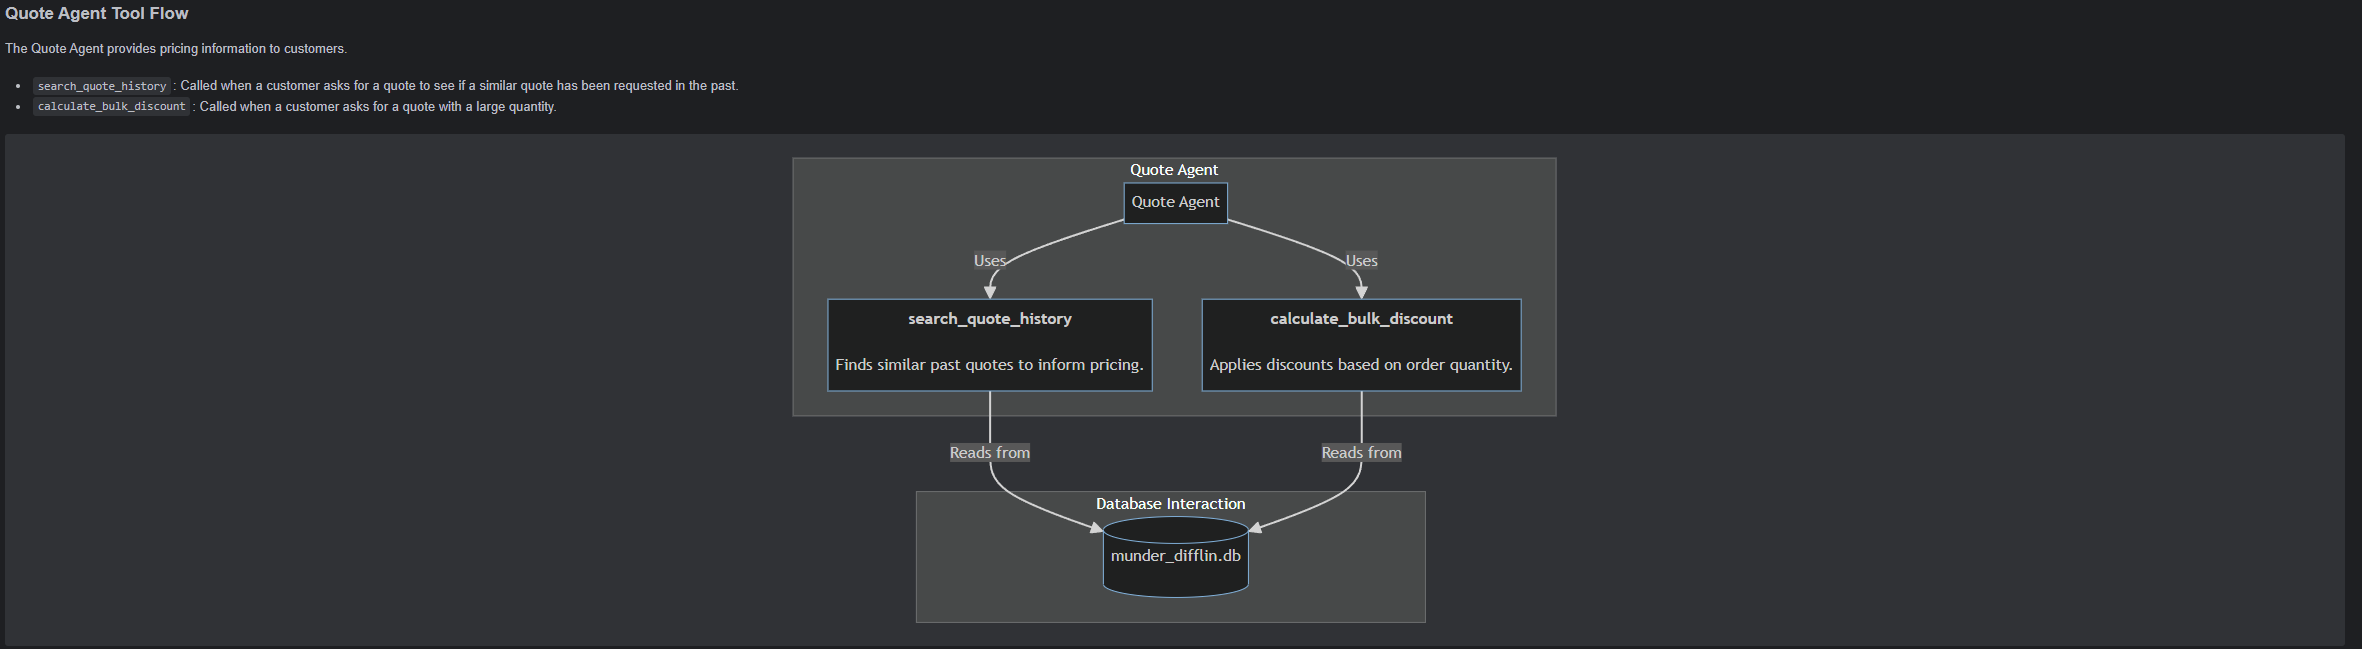 Quote Agent Tool Flow
The Quote Agent provides pricing information to customers.
search_quote_history : Called when a customer asks for a quote to see if a similar quote has been requested in the past.
calculate_bulk_discount : Called when a customer asks for a quote with a large quantity.
Quote Agent
Quote Agent
Uses
Uses
search_quote_history
Finds similar past quotes to inform pricing.
calculate_bulk_discount
Applies discounts based on order quantity.
Reads from
Reads from
Database Interaction
munder_difflin.db